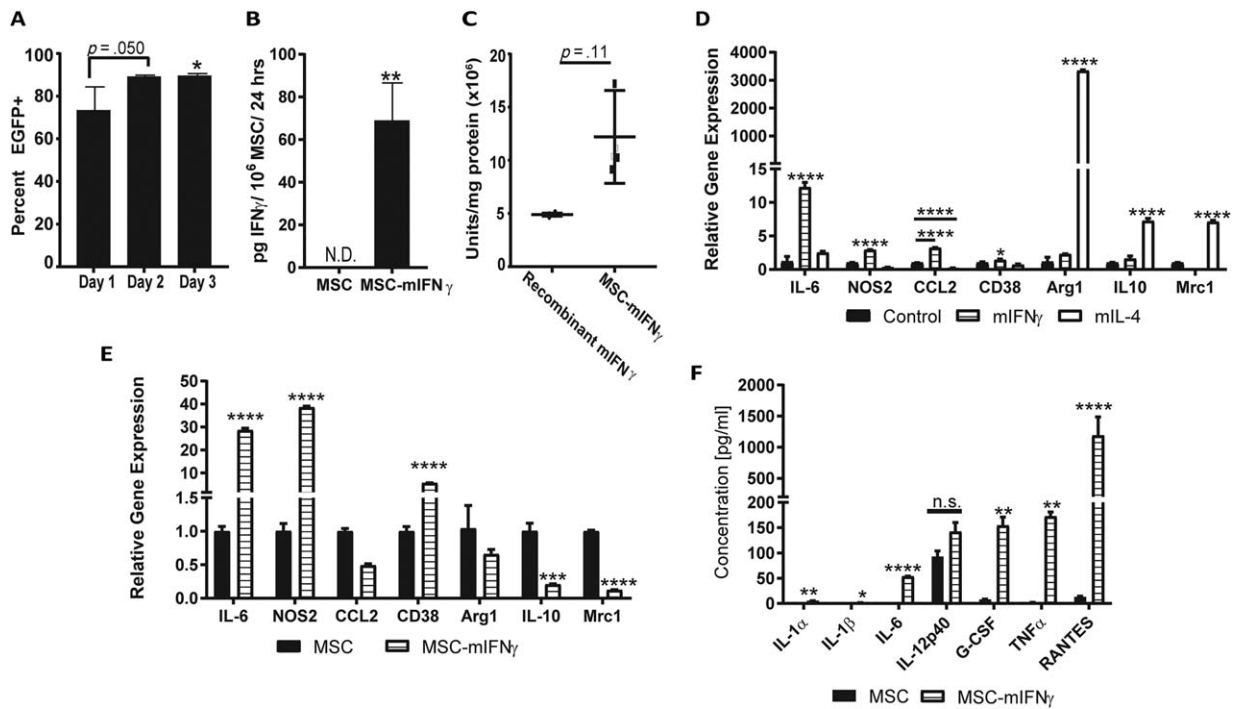 A
Percent EGFP+
100
80
60
40
20
0
p = .050
*
Day 1 Day 2 Day 3
B
pg IFNγ/ 10⁶ MSC/ 24 hrs
100
80
60
40
20
0
**
N.D.
MSC MSC-mIFNγ
C
Units/mg protein (x10⁶)
20
15
10
5
0
p = .11
Recombinant mIFNγ
MSC-mIFNγ
D
Relative Gene Expression
4000
3000
2000
1000
15
10
5
0
****
****
****
****
*
****
****
****
IL-6 NOS2 CCL2 CD38 Arg1 IL10 Mrc1
Control mIFNγ mIL-4
E
Relative Gene Expression
50
40
30
20
10
1.5
1.0
0.5
0.0
****
****
****
***
****
IL-6 NOS2 CCL2 CD38 Arg1 IL-10 Mrc1
MSC MSC-mIFNγ
F
Concentration [pg/ml]
2000
1500
1000
500
200
150
100
50
0
**
*
****
n.s.
**
**
****
IL-1α
IL-1β
IL-6
IL-12p40
G-CSF
TNFα
RANTES
MSC MSC-mIFNγ